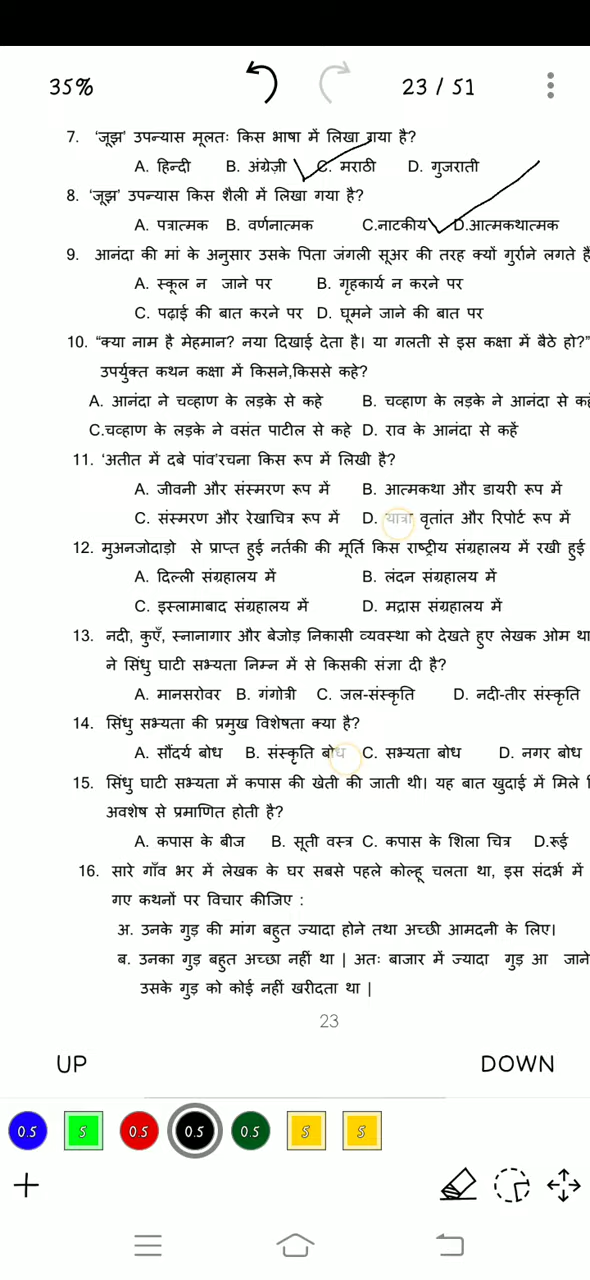 35% 23 / 51
7. 'जूझ' उपन्यास मूलतः किस भाषा में लिखा गया है?
A. हिन्दी B. अंग्रेज़ी C. मराठी D. गुजराती
8. 'जूझ' उपन्यास किस शैली में लिखा गया है?
A. पत्रात्मक B. वर्णनात्मक C.नाटकीय D.आत्मकथात्मक
9. आनंदा की मां के अनुसार उसके पिता जंगली सूअर की तरह क्यों गुर्राने लगते हैं
A. स्कूल न जाने पर B. गृहकार्य न करने पर
C. पढ़ाई की बात करने पर D. घूमने जाने की बात पर
10. "क्या नाम है मेहमान? नया दिखाई देता है। या गलती से इस कक्षा में बैठे हो?"
उपर्युक्त कथन कक्षा में किसने,किससे कहे?
A. आनंदा ने चव्हाण के लड़के से कहे B. चव्हाण के लड़के ने आनंदा से
C.चव्हाण के लड़के ने वसंत पाटील से कहे D. राव के आनंदा से कहें
11. 'अतीत में दबे पांव'रचना किस रूप में लिखी है?
A. जीवनी और संस्मरण रूप में B. आत्मकथा और डायरी रूप में
C. संस्मरण और रेखाचित्र रूप में D. यात्रा वृतांत और रिपोर्ट रूप में
12. मुअनजोदाड़ो से प्राप्त हुई नर्तकी की मूर्ति किस राष्ट्रीय संग्रहालय में रखी हुई
A. दिल्ली संग्रहालय में B. लंदन संग्रहालय में
C. इस्लामाबाद संग्रहालय में D. मद्रास संग्रहालय में
13. नदी, कुएँ, स्नानागार और बेजोड़ निकासी व्यवस्था को देखते हुए लेखक ओम था
ने सिंधु घाटी सभ्यता निम्न में से किसकी संज्ञा दी है?
A. मानसरोवर B. गंगोत्री C. जल-संस्कृति D. नदी-तीर संस्कृति
14. सिंधु सभ्यता की प्रमुख विशेषता क्या है?
A. सौंदर्य बोध B. संस्कृति बोध C. सभ्यता बोध D. नगर बोध
15. सिंधु घाटी सभ्यता में कपास की खेती की जाती थी। यह बात खुदाई में मिले
अवशेष से प्रमाणित होती है?
A. कपास के बीज B. सूती वस्त्र C. कपास के शिला चित्र D.रूई
16. सारे गाँव भर में लेखक के घर सबसे पहले कोल्हू चलता था, इस संदर्भ में
गए कथनों पर विचार कीजिए :
अ. उनके गुड़ की मांग बहुत ज्यादा होने तथा अच्छी आमदनी के लिए।
ब. उनका गुड़ बहुत अच्छा नहीं था | अतः बाजार में ज्यादा गुड़ आ जाने
उसके गुड़ को कोई नहीं खरीदता था |
23
UP DOWN
0.5 5 0.5 0.5 0.5 5 5